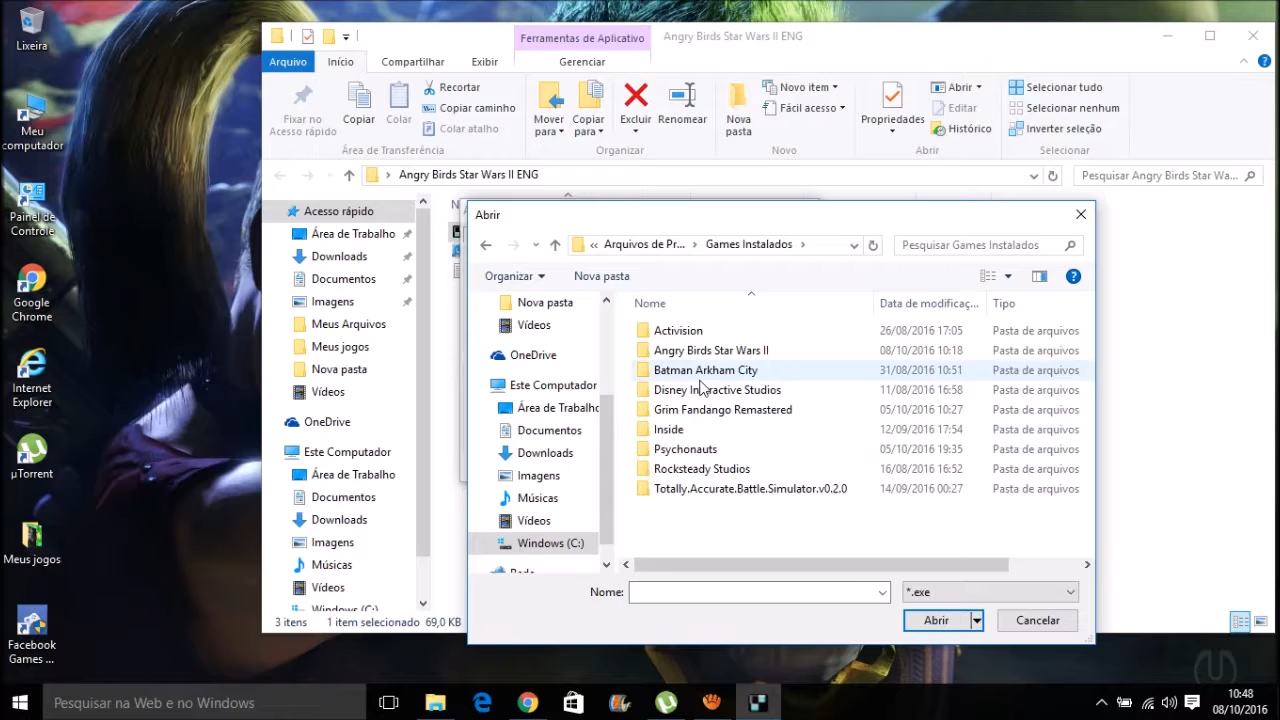 Lixeira
Meu
computador
Painel de
Controle
Google
Chrome
Internet
Explorer
µTorrent
Meus jogos
Facebook
Games ...
Ferramentas de Aplicativo
Angry Birds Star Wars II ENG
Arquivo
Início
Compartilhar
Exibir
Gerenciar
Fixar no
Acesso rápido
Copiar
Colar
Recortar
Copiar caminho
Colar atalho
Área de Transferência
Mover
para
Copiar
para
Excluir
Renomear
Organizar
Nova
pasta
Novo item
Fácil acesso
Novo
Propriedades
Abrir
Editar
Histórico
Abrir
Selecionar tudo
Selecionar nenhum
Inverter seleção
Selecionar
Angry Birds Star Wars II ENG
Pesquisar Angry Birds Star Wa...
Acesso rápido
Área de Trabalho
Downloads
Documentos
Imagens
Meus Arquivos
Meus jogos
Nova pasta
Vídeos
OneDrive
Este Computador
Área de Trabalho
Documentos
Downloads
Imagens
Músicas
Vídeos
Windows (C:)
3 itens
1 item selecionado 69,0 KB
Abrir
« Arquivos de Pr... › Games Instalados ›
Pesquisar Games Instalados
Organizar
Nova pasta
Nova pasta
Vídeos
OneDrive
Este Computador
Área de Trabalho
Documentos
Downloads
Imagens
Músicas
Vídeos
Windows (C:)
Nome Data de modificaç... Tipo
Activision 26/08/2016 17:05 Pasta de arquivos
Angry Birds Star Wars II 08/10/2016 10:18 Pasta de arquivos
Batman Arkham City 31/08/2016 10:51 Pasta de arquivos
Disney Interactive Studios 11/08/2016 16:58 Pasta de arquivos
Grim Fandango Remastered 05/10/2016 10:27 Pasta de arquivos
Inside 12/09/2016 17:54 Pasta de arquivos
Psychonauts 05/10/2016 19:35 Pasta de arquivos
Rocksteady Studios 16/08/2016 16:52 Pasta de arquivos
Totally.Accurate.Battle.Simulator.v0.2.0 14/09/2016 00:27 Pasta de arquivos
Nome:
*.exe
Abrir
Cancelar
Pesquisar na Web e no Windows
10:48
08/10/2016